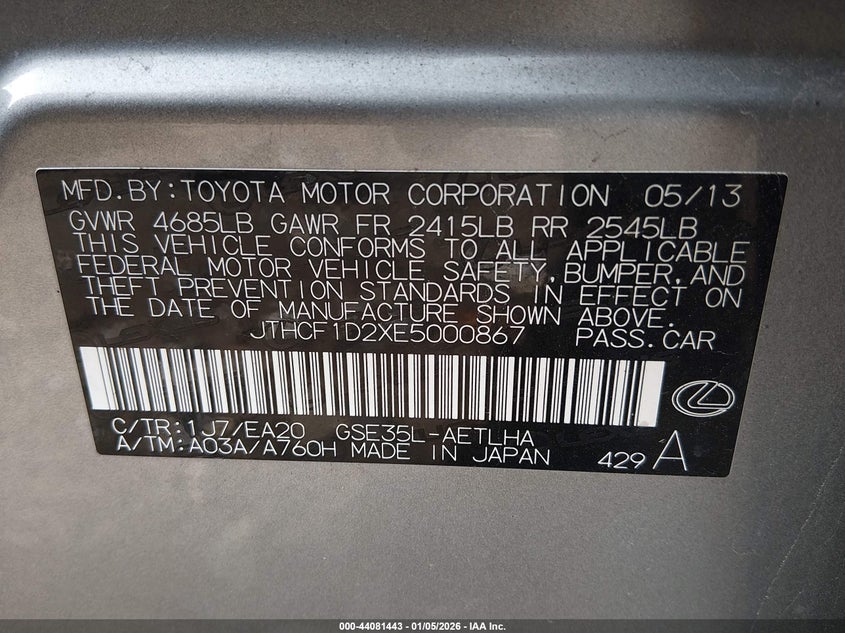 MFD.BY:TOYOTA MOTOR CORPORATION 05/13
GVWR 4685LB GAWR FR 2415LB RR 2545LB
THIS VEHICLE CONFORMS TO ALL APPLICABLE
FEDERAL MOTOR VEHICLE SAFETY,BUMPER,AND
THEFT PREVENTION STANDARDS IN EFFECT ON
THE DATE OF MANUFACTURE SHOWN ABOVE.
JTHCF1D2XE5000867 PASS.CAR
C/TR:1J7/EA20 GSE35L-AETLHA
A/TM:A03A/A760H MADE IN JAPAN 429 A
000-44081443 - 01/05/2026 - IAA Inc.